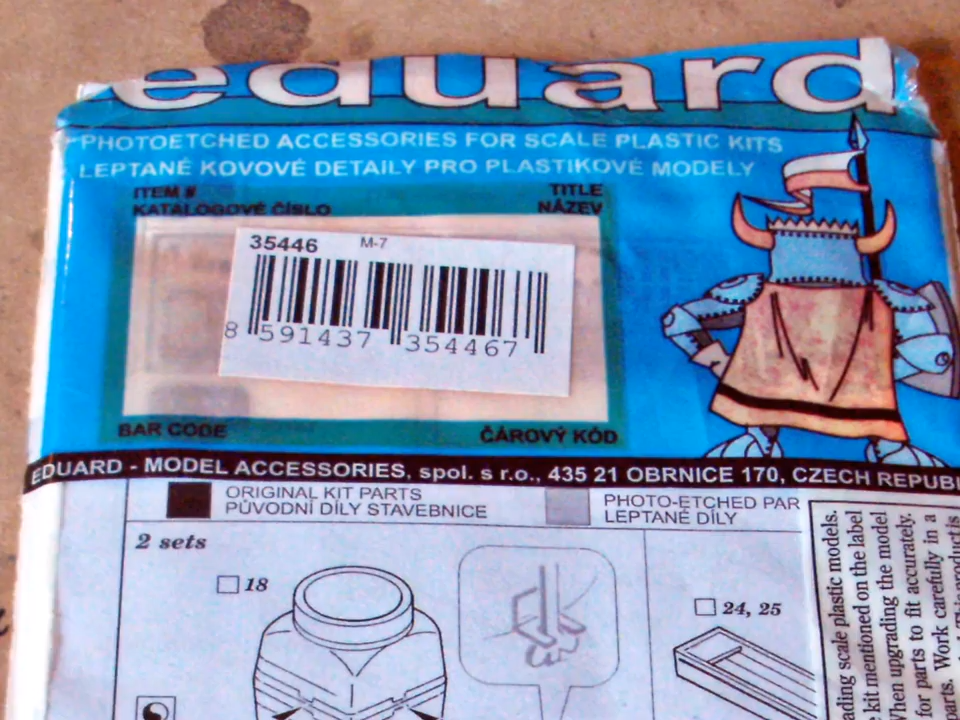 eduard
PHOTOETCHED ACCESSORIES FOR SCALE PLASTIC KITS
LEPTANÉ KOVOVÉ DETAILY PRO PLASTIKOVÉ MODELY
ITEM # TITLE
KATALOGOVÉ ČÍSLO NÁZEV
35446 M-7
8 591437 354467
BAR CODE ČÁROVÝ KÓD
EDUARD - MODEL ACCESSORIES, spol. s r.o., 435 21 OBRNICE 170, CZECH REPUBL
ORIGINAL KIT PARTS
PŮVODNÍ DÍLY STAVEBNICE
PHOTO-ETCHED PAR
LEPTANÉ DÍLY
2 sets
18
24, 25
ading scale plastic models.
kit mentioned on the label
hen upgrading the model
for parts to fit accurately.
parts. Work carefully in a